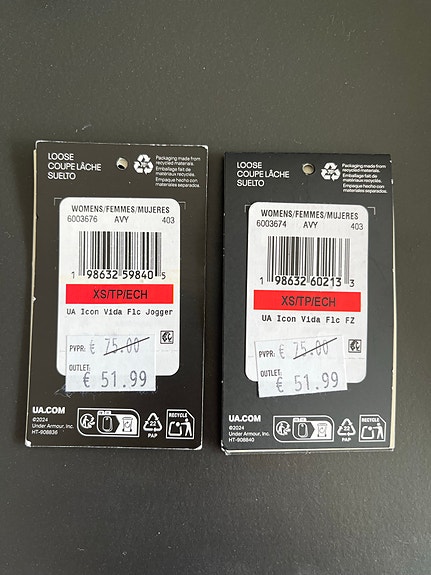 LOOSE
COUPE LÂCHE
SUELTO
Packaging made from
recycled materials.
Emballage fait de
matériaux recyclés.
Empaque hecho con
materiales separados.
WOMENS/FEMMES/MUJERES
6003676 AVY 403
1 98632 59840 5
XS/TP/ECH
UA Icon Vida Flc Jogger
PVPR: € 75.00
OUTLET:
€ 51.99
UA.COM
©2024
Under Armour, Inc.
HT-908836
22
PAP
RECYCLE
LOOSE
COUPE LÂCHE
SUELTO
Packaging made from
recycled materials.
Emballage fait de
matériaux recyclés.
Empaque hecho con
materiales separados.
WOMENS/FEMMES/MUJERES
6003674 AVY 403
1 98632 60213 3
XS/TP/ECH
UA Icon Vida Flc FZ
PVPR: € 75.00
OUTLET:
€ 51.99
UA.COM
©2024
Under Armour, Inc.
HT-908840
22
PAP
RECYCLE